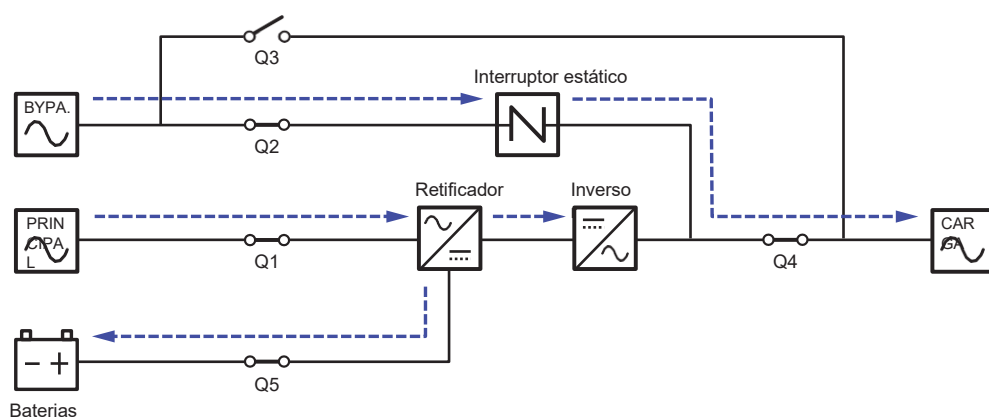 Q3
Interruptor estático
BYPA.
Q2
Retificador
Inverso
PRIN
CIPA
L
Q1
Q4
CAR
GA
Q5
Baterias